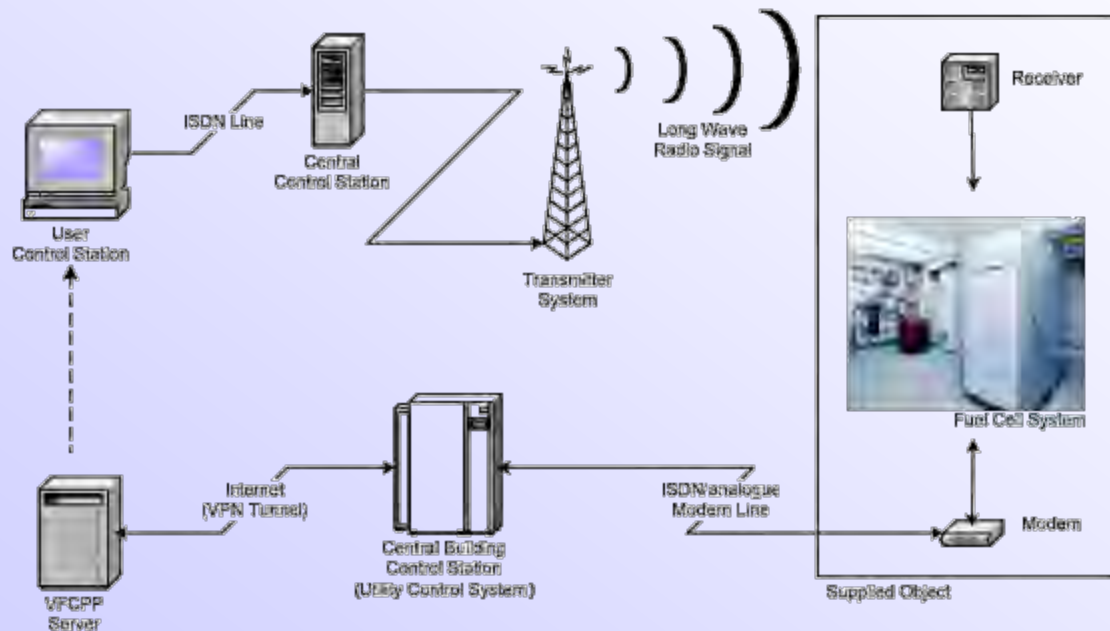 ISDN Line
Central
Control Station
Long Wave
Radio Signal
Receiver
User
Control Station
Transmitter
System
Fuel Cell System
Internet
(VPN Tunnel)
ISDN/analogue
Modem Line
Modem
Central Building
Control Station
(Utility Control System)
Supplied Object
VFCPP
Server